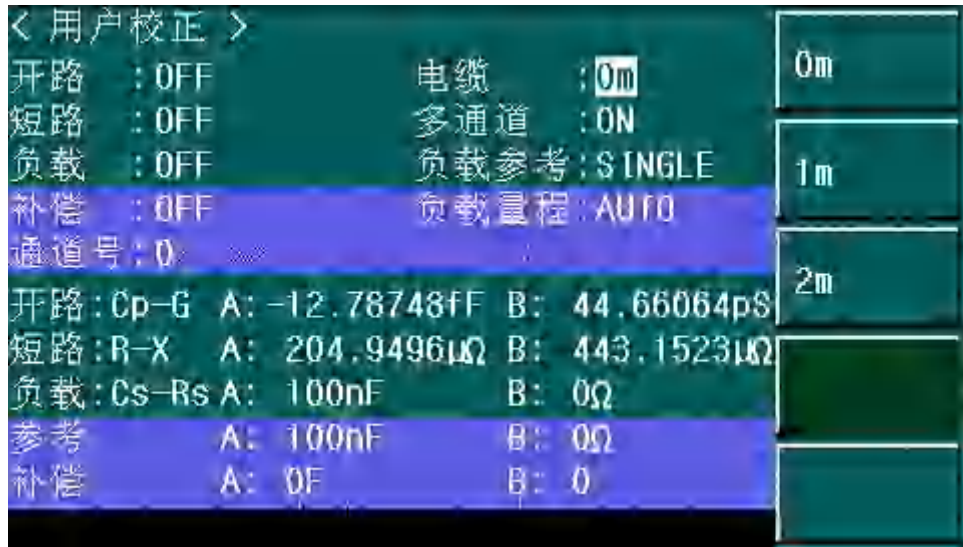 < 用户校正 >
开路 :OFF 电缆 :0m
短路 :OFF 多通道 :ON
负载 :OFF 负载参考:SINGLE
补偿 :OFF 负载量程:AUTO
通道号:0
开路:Cp-G A:-12.78748fF B: 44.66064pS
短路:R-X A: 204.9496μΩ B: 443.1523μΩ
负载:Cs-Rs A: 100nF B: 0Ω
参考 A: 100nF B: 0Ω
补偿 A: 0F B: 0
0m
1m
2m